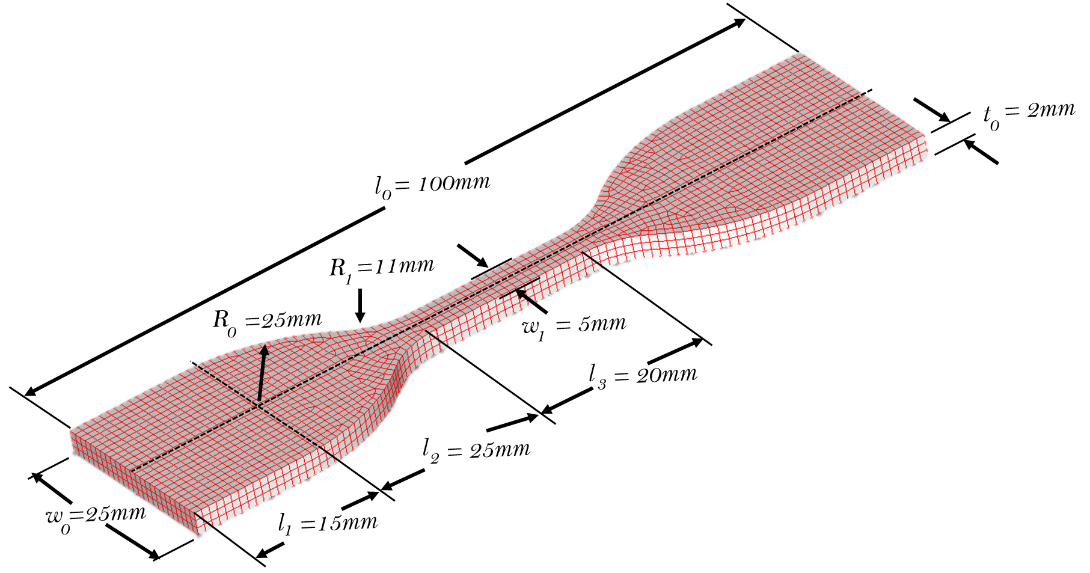 t₀ = 2mm
l₀ = 100mm
R₁ =11mm
R₀ =25mm
w₁ = 5mm
l₃ = 20mm
l₂ = 25mm
w₀=25mm
l₁ =15mm